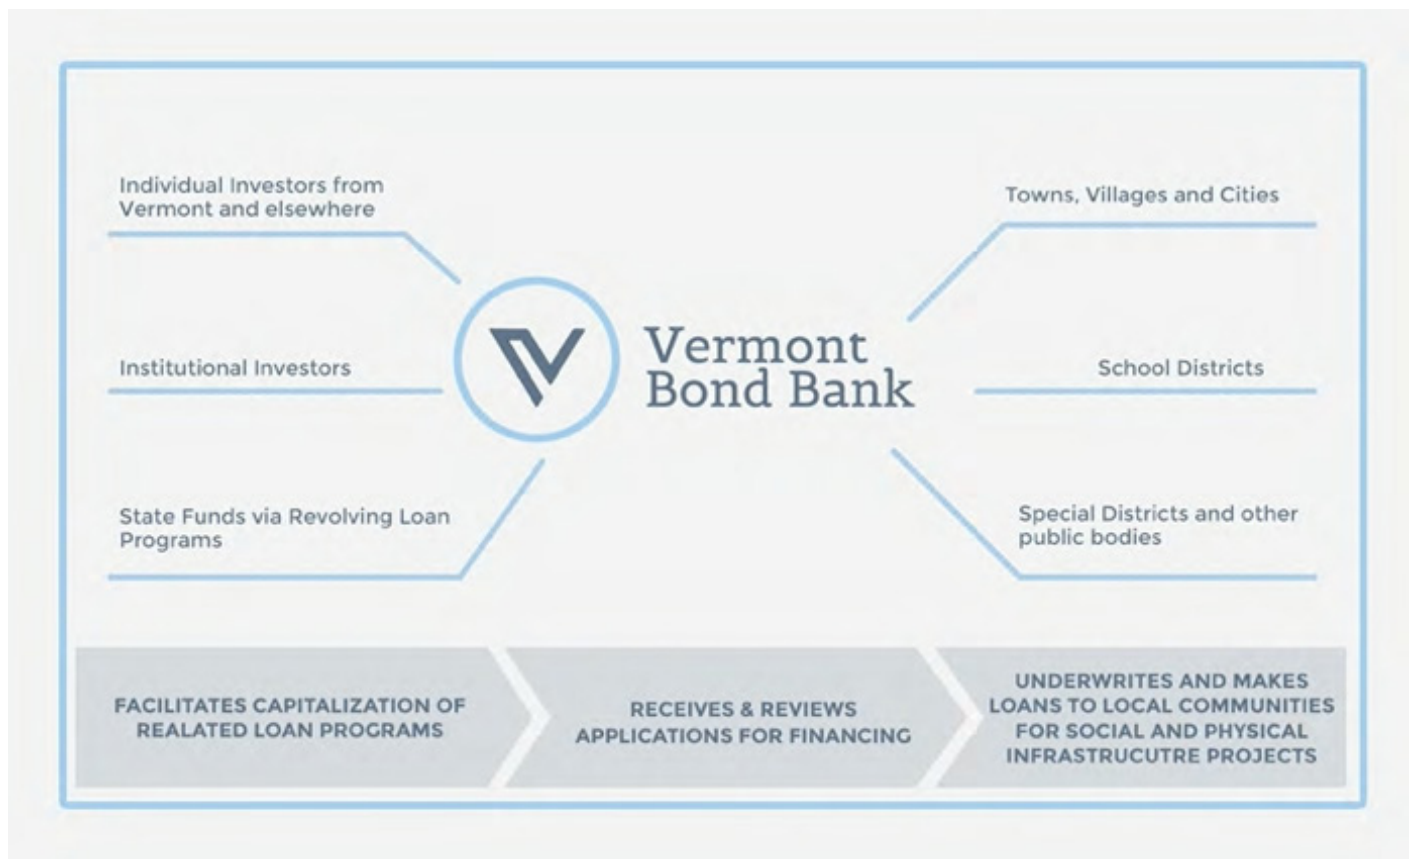 Individual Investors from
Vermont and elsewhere
Institutional Investors
State Funds via Revolving Loan
Programs
Vermont
Bond Bank
Towns, Villages and Cities
School Districts
Special Districts and other
public bodies
FACILITATES CAPITALIZATION OF
REALATED LOAN PROGRAMS
RECEIVES & REVIEWS
APPLICATIONS FOR FINANCING
UNDERWRITES AND MAKES
LOANS TO LOCAL COMMUNITIES
FOR SOCIAL AND PHYSICAL
INFRASTRUCUTRE PROJECTS